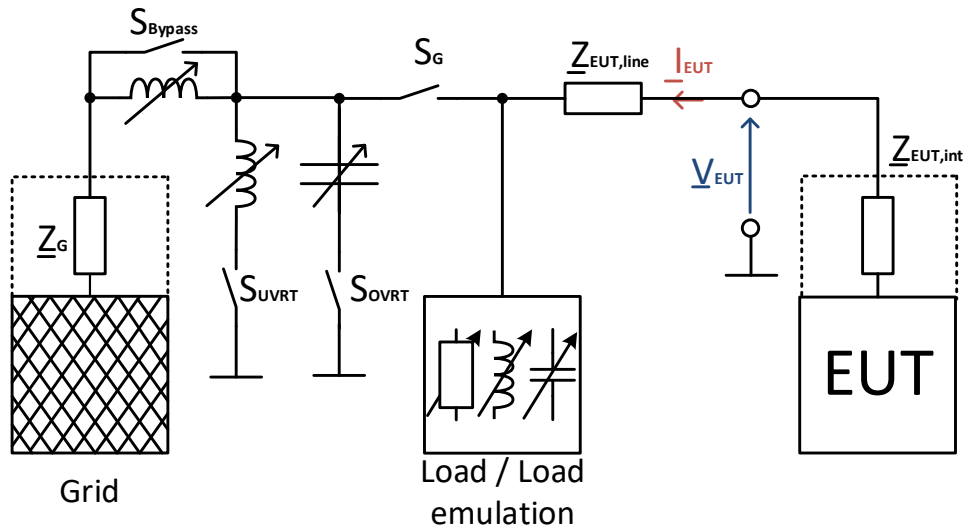 SBypass
SG
ZEUT,line
IEUT
ZEUT,int
VEUT
ZG
SUVRT
SOVRT
EUT
Grid
Load / Load
emulation